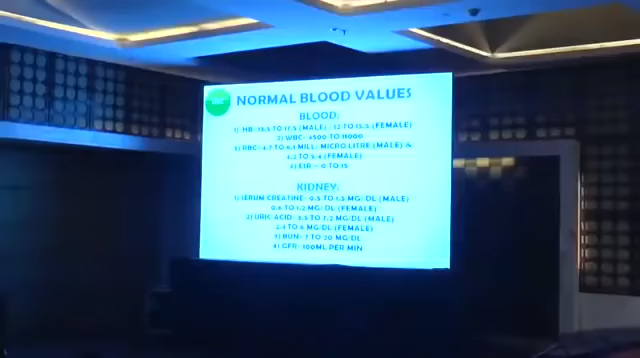 NORMAL BLOOD VALUES
BLOOD:
1) HB- 13.5 TO 17.5 (MALE), 12 TO 15.5 (FEMALE)
2) WBC- 4500 TO 11000
3) RBC- 4.7 TO 6.1 MILL/ MICRO LITRE (MALE) &
4.2 TO 5.4 (FEMALE)
4) ESR - 0 TO 15
KIDNEY:
1) SERUM CREATINE- 0.5 TO 1.5 MG/DL (MALE)
0.6 TO 1.2 MG/DL (FEMALE)
2) URIC ACID- 3.5 TO 7.2 MG/DL (MALE)
2.4 TO 6 MG/DL (FEMALE)
3) BUN- 7 TO 20 MG/DL
4) GFR- 100ML PER MIN